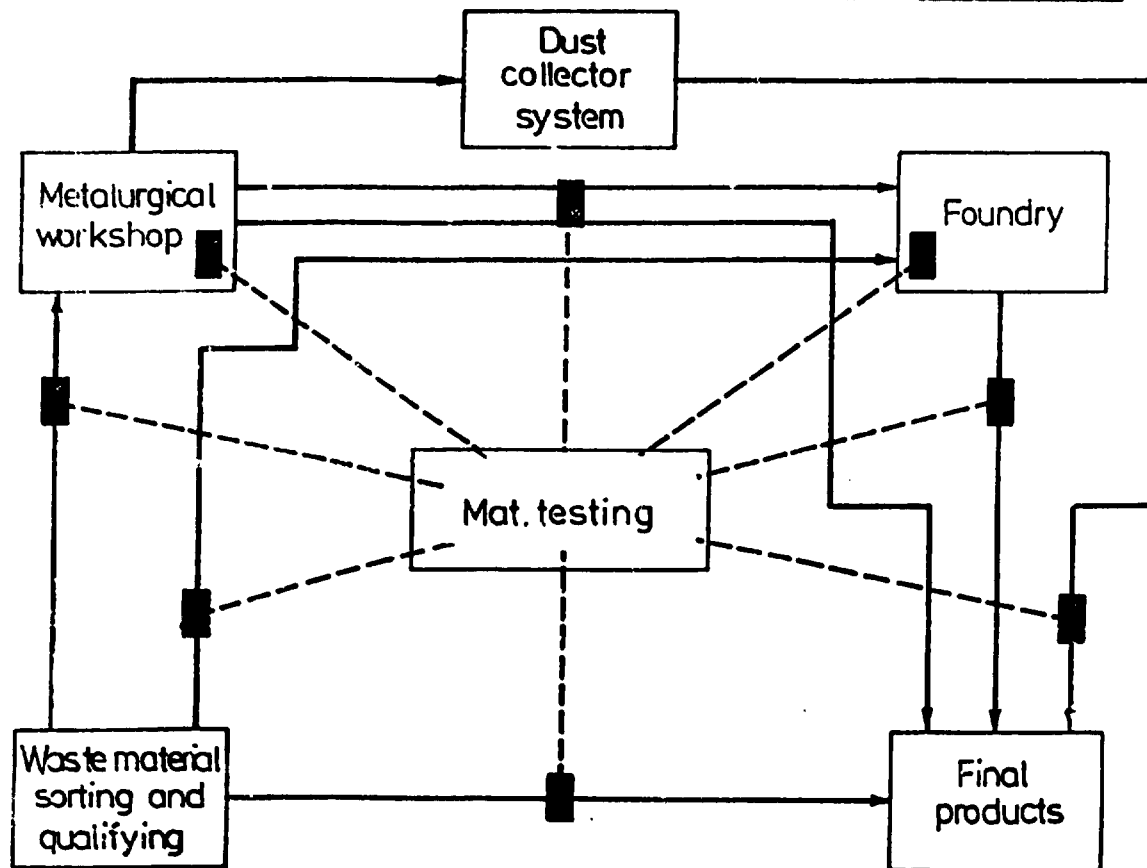 Dust
collector
system
Metalurgical
workshop
Foundry
Mat. testing
Waste material
sorting and
qualifying
Final
products